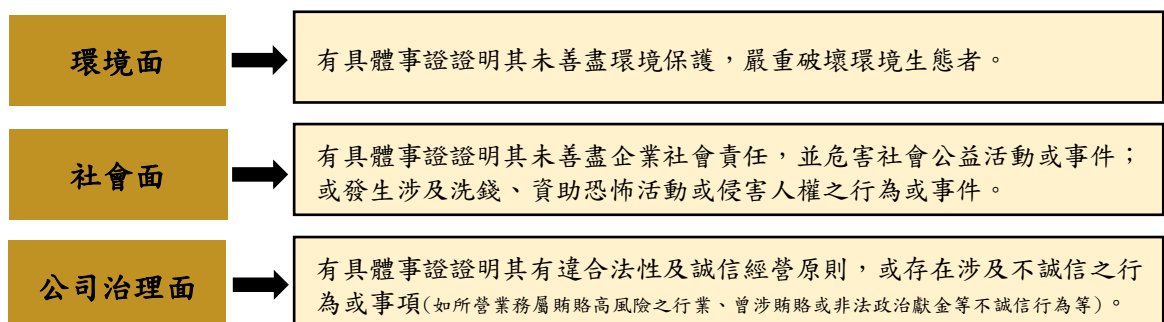 環境面
有具體事證證明其未善盡環境保護，嚴重破壞環境生態者。
社會面
有具體事證證明其未善盡企業社會責任，並危害社會公益活動或事件；
或發生涉及洗錢、資助恐怖活動或侵害人權之行為或事件。
公司治理面
有具體事證證明其有違合法性及誠信經營原則，或存在涉及不誠信之行
為或事項(如所營業務屬賄賂高風險之行業、曾涉賄賂或非法政治獻金等不誠信行為等)。